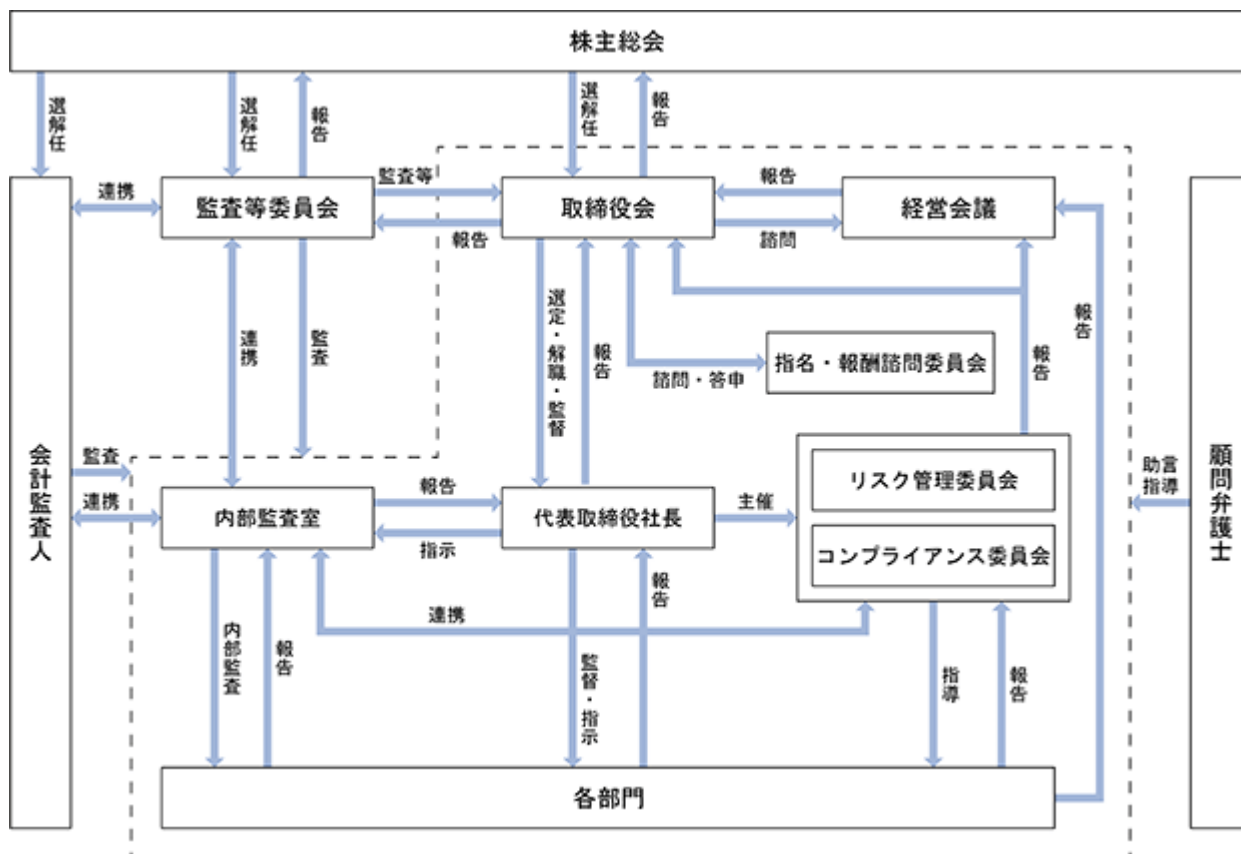 株主総会
選解任
選解任
報告
選解任
報告
連携
監査等委員会
監査等
報告
取締役会
報告
諮問
経営会議
連携
監査
選定・解職・監督
報告
諮問・答申
指名・報酬諮問委員会
報告
報告
会計監査人
監査
連携
内部監査室
報告
指示
代表取締役社長
主催
リスク管理委員会
コンプライアンス委員会
助言
指導
顧問弁護士
連携
内部監査
報告
監督・指示
報告
指導
報告
各部門